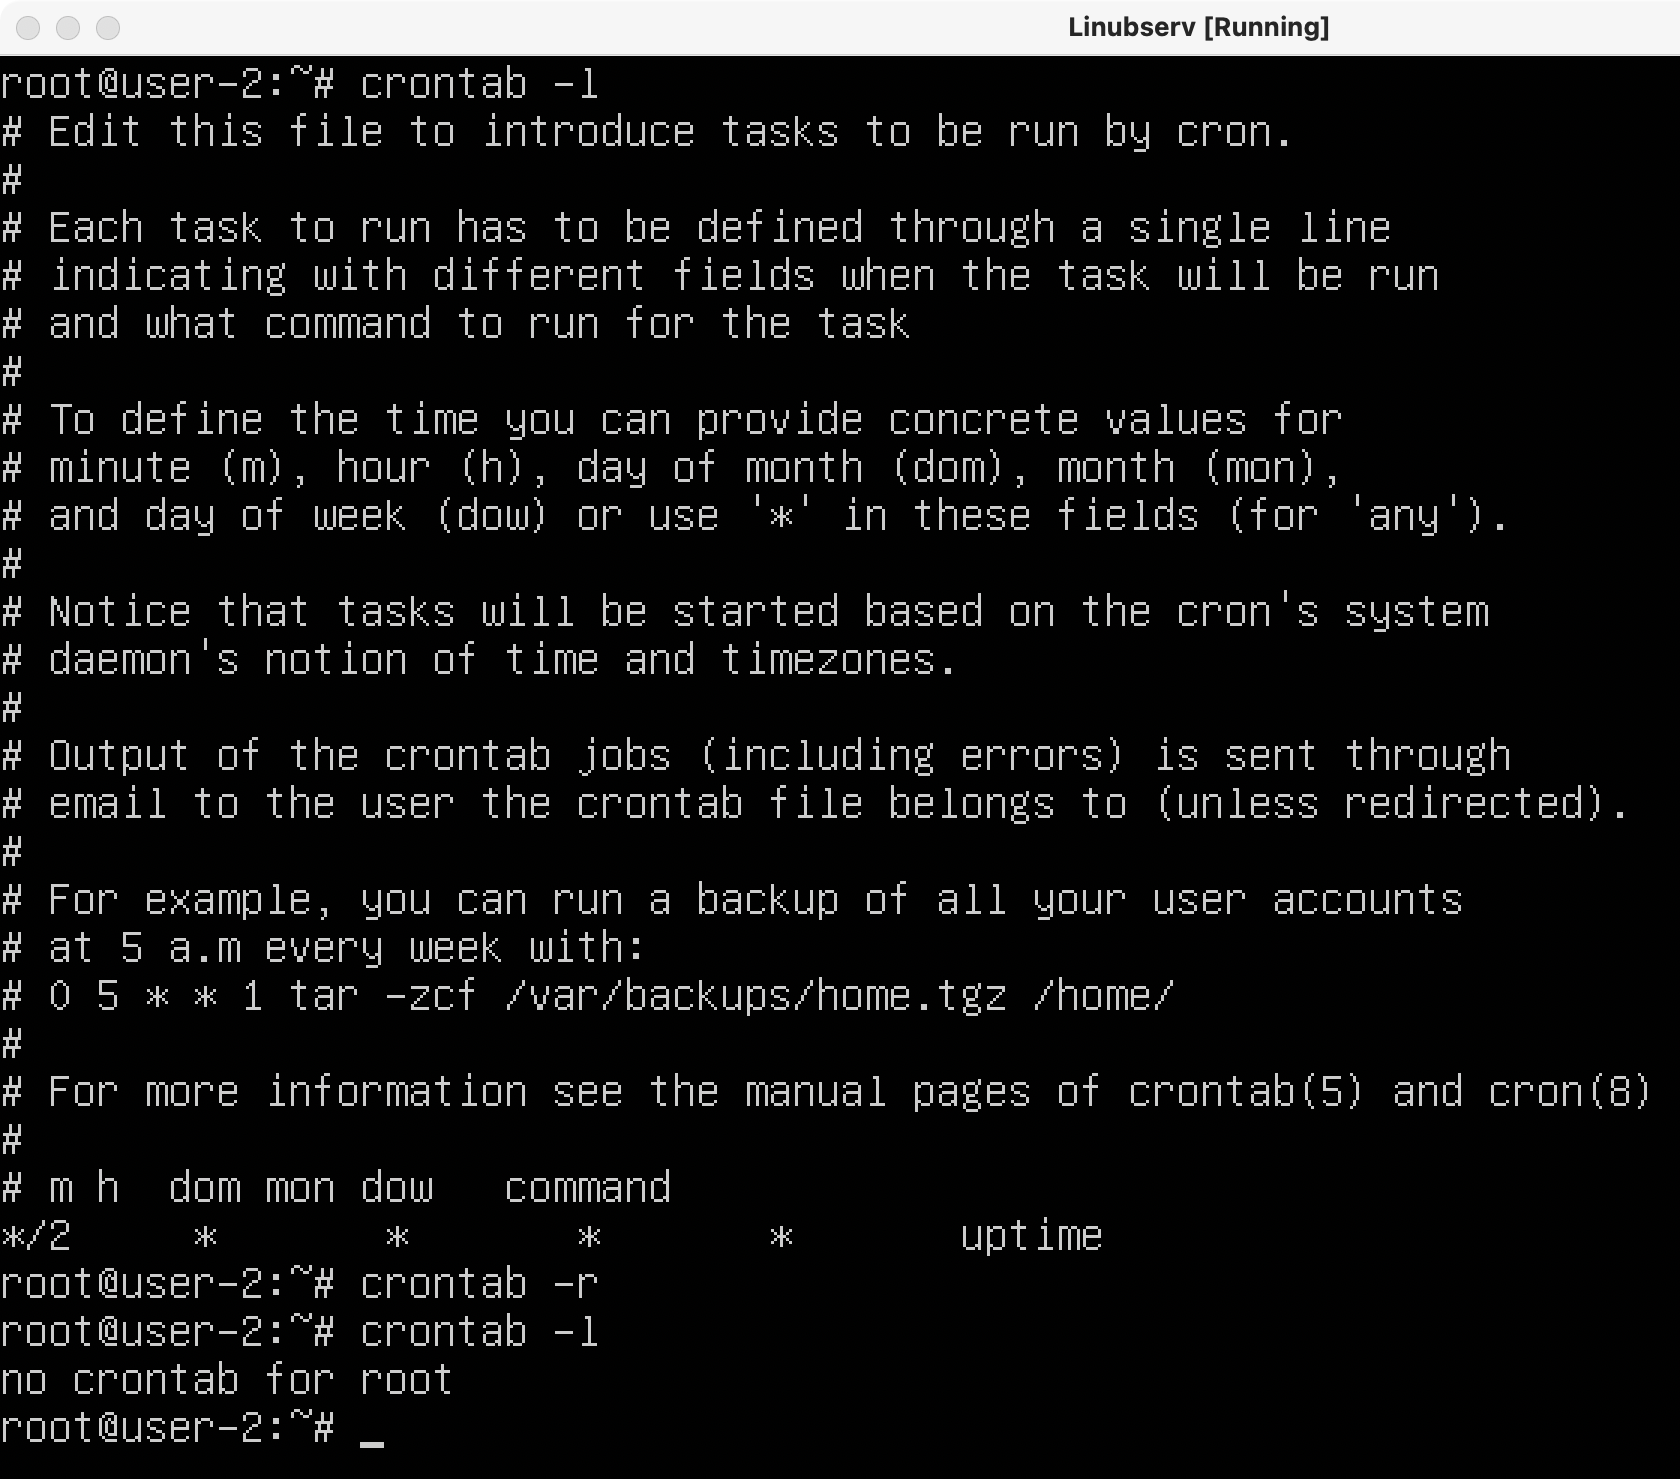 Linubserv [Running]
root@user-2:~# crontab -l
# Edit this file to introduce tasks to be run by cron.
#
# Each task to run has to be defined through a single line
# indicating with different fields when the task will be run
# and what command to run for the task
#
# To define the time you can provide concrete values for
# minute (m), hour (h), day of month (dom), month (mon),
# and day of week (dow) or use '*' in these fields (for 'any').
#
# Notice that tasks will be started based on the cron's system
# daemon's notion of time and timezones.
#
# Output of the crontab jobs (including errors) is sent through
# email to the user the crontab file belongs to (unless redirected).
#
# For example, you can run a backup of all your user accounts
# at 5 a.m every week with:
# 0 5 * * 1 tar -zcf /var/backups/home.tgz /home/
#
# For more information see the manual pages of crontab(5) and cron(8)
#
# m h  dom mon dow   command
*/2     *       *       *       *       uptime
root@user-2:~# crontab -r
root@user-2:~# crontab -l
no crontab for root
root@user-2:~# _